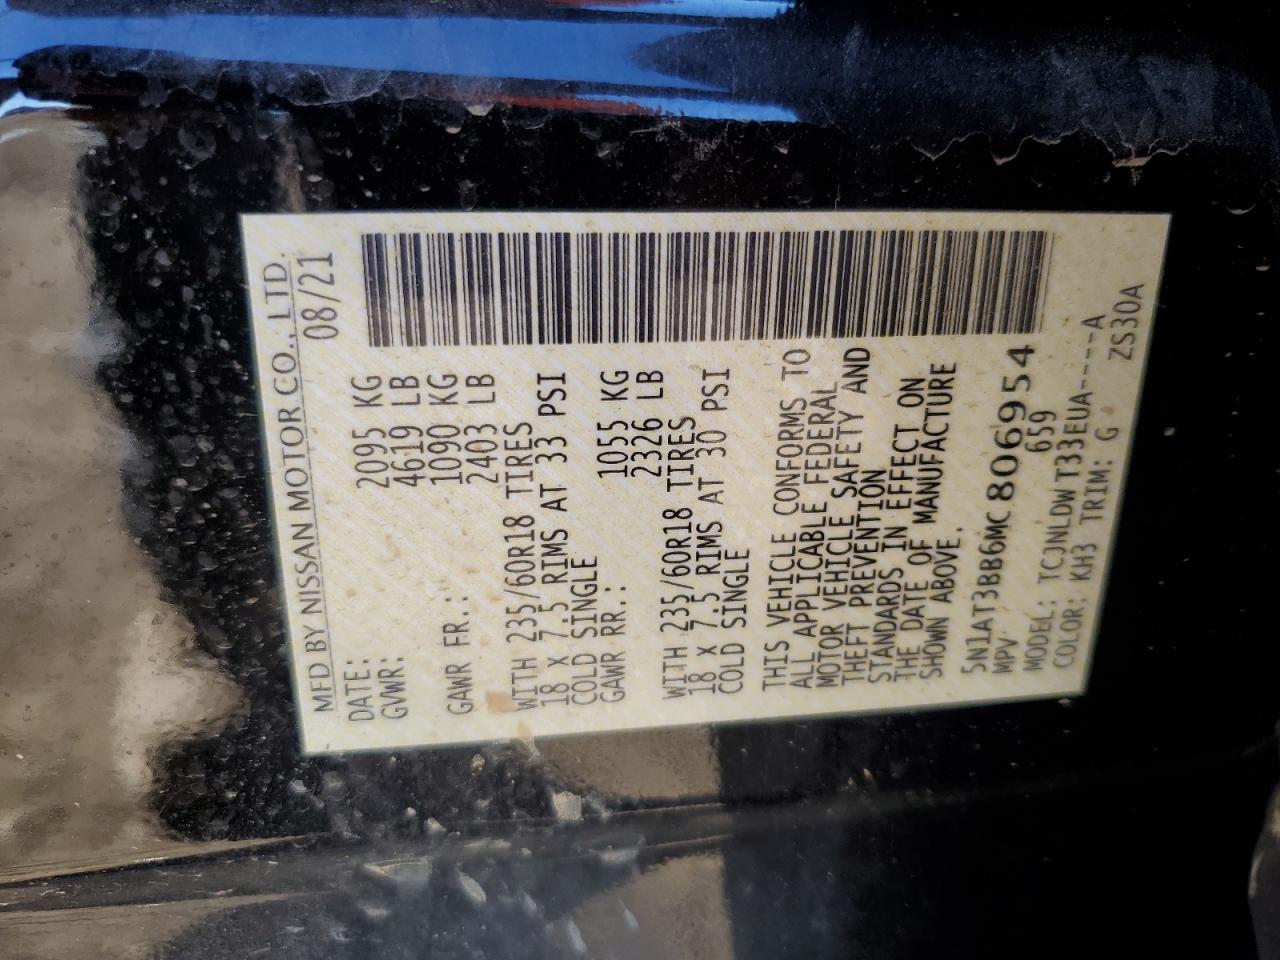 MFD BY NISSAN MOTOR CO., LTD.
DATE: 08/21
GVWR: 2095 KG
4619 LB
GAWR FR.: 1090 KG
2403 LB
WITH 235/60R18 TIRES
18 X 7.5 RIMS AT 33 PSI
COLD SINGLE
GAWR RR.: 1055 KG
2326 LB
WITH 235/60R18 TIRES
18 X 7.5 RIMS AT 30 PSI
COLD SINGLE
THIS VEHICLE CONFORMS TO
ALL APPLICABLE FEDERAL
MOTOR VEHICLE SAFETY AND
THEFT PREVENTION
STANDARDS IN EFFECT ON
THE DATE OF MANUFACTURE
SHOWN ABOVE.
5N1AT3BB6MC806954
MPV 659
MODEL: TCJNLDWT33EUA----A
COLOR: KH3 TRIM: G ZS30A